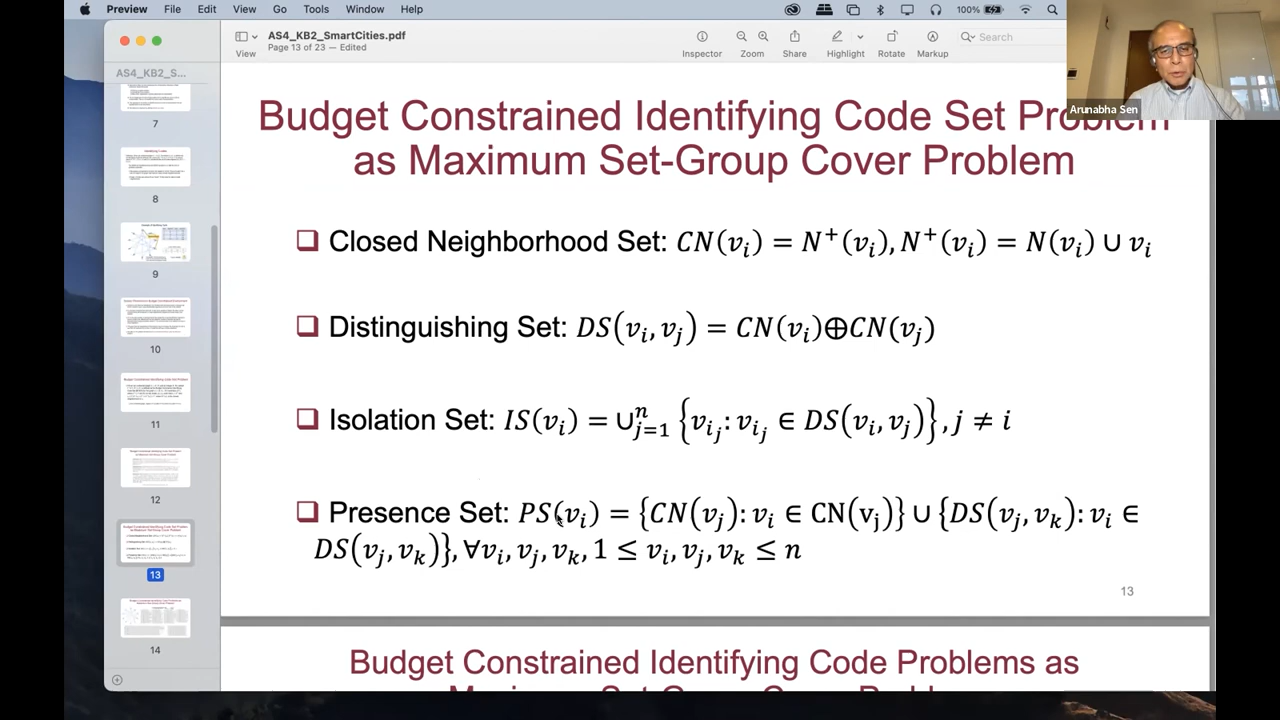 Preview File Edit View Go Tools Window Help 100%
AS4_KB2_SmartCities.pdf
Page 13 of 23 — Edited
View Inspector Zoom Share Highlight Rotate Markup Search
AS4_KB2_S...
7
8
9
10
11
12
13
14
Arunabha Sen
Budget Constrained Identifying Code Set Problem
as Maximum Set-Group Cover Problem
❑ Closed Neighborhood Set: CN(vᵢ) = N⁺(vᵢ), N⁺(vᵢ) = N(vᵢ) ∪ vᵢ
❑ Distinguishing Set: DS(vᵢ, vⱼ) = CN(vᵢ)⊕CN(vⱼ)
❑ Isolation Set: IS(vᵢ) = ∪ⁿⱼ₌₁ {vᵢⱼ: vᵢⱼ ∈ DS(vᵢ, vⱼ)}, j ≠ i
❑ Presence Set: PS(vᵢ) = {CN(vⱼ): vᵢ ∈ CN(vⱼ)} ∪ {DS(vⱼ, vₖ): vᵢ ∈
DS(vⱼ, vₖ)}, ∀vᵢ, vⱼ, vₖ, 1 ≤ vᵢ, vⱼ, vₖ ≤ n
13
Budget Constrained Identifying Code Problems as